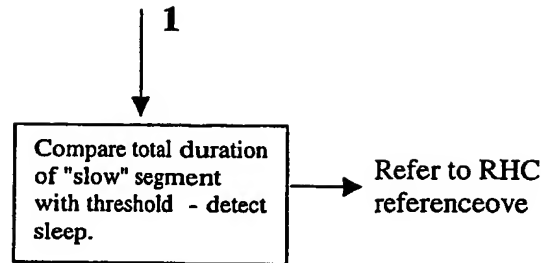 1
Compare total duration
of "slow" segment
with threshold - detect
sleep.
Refer to RHC
referenceove